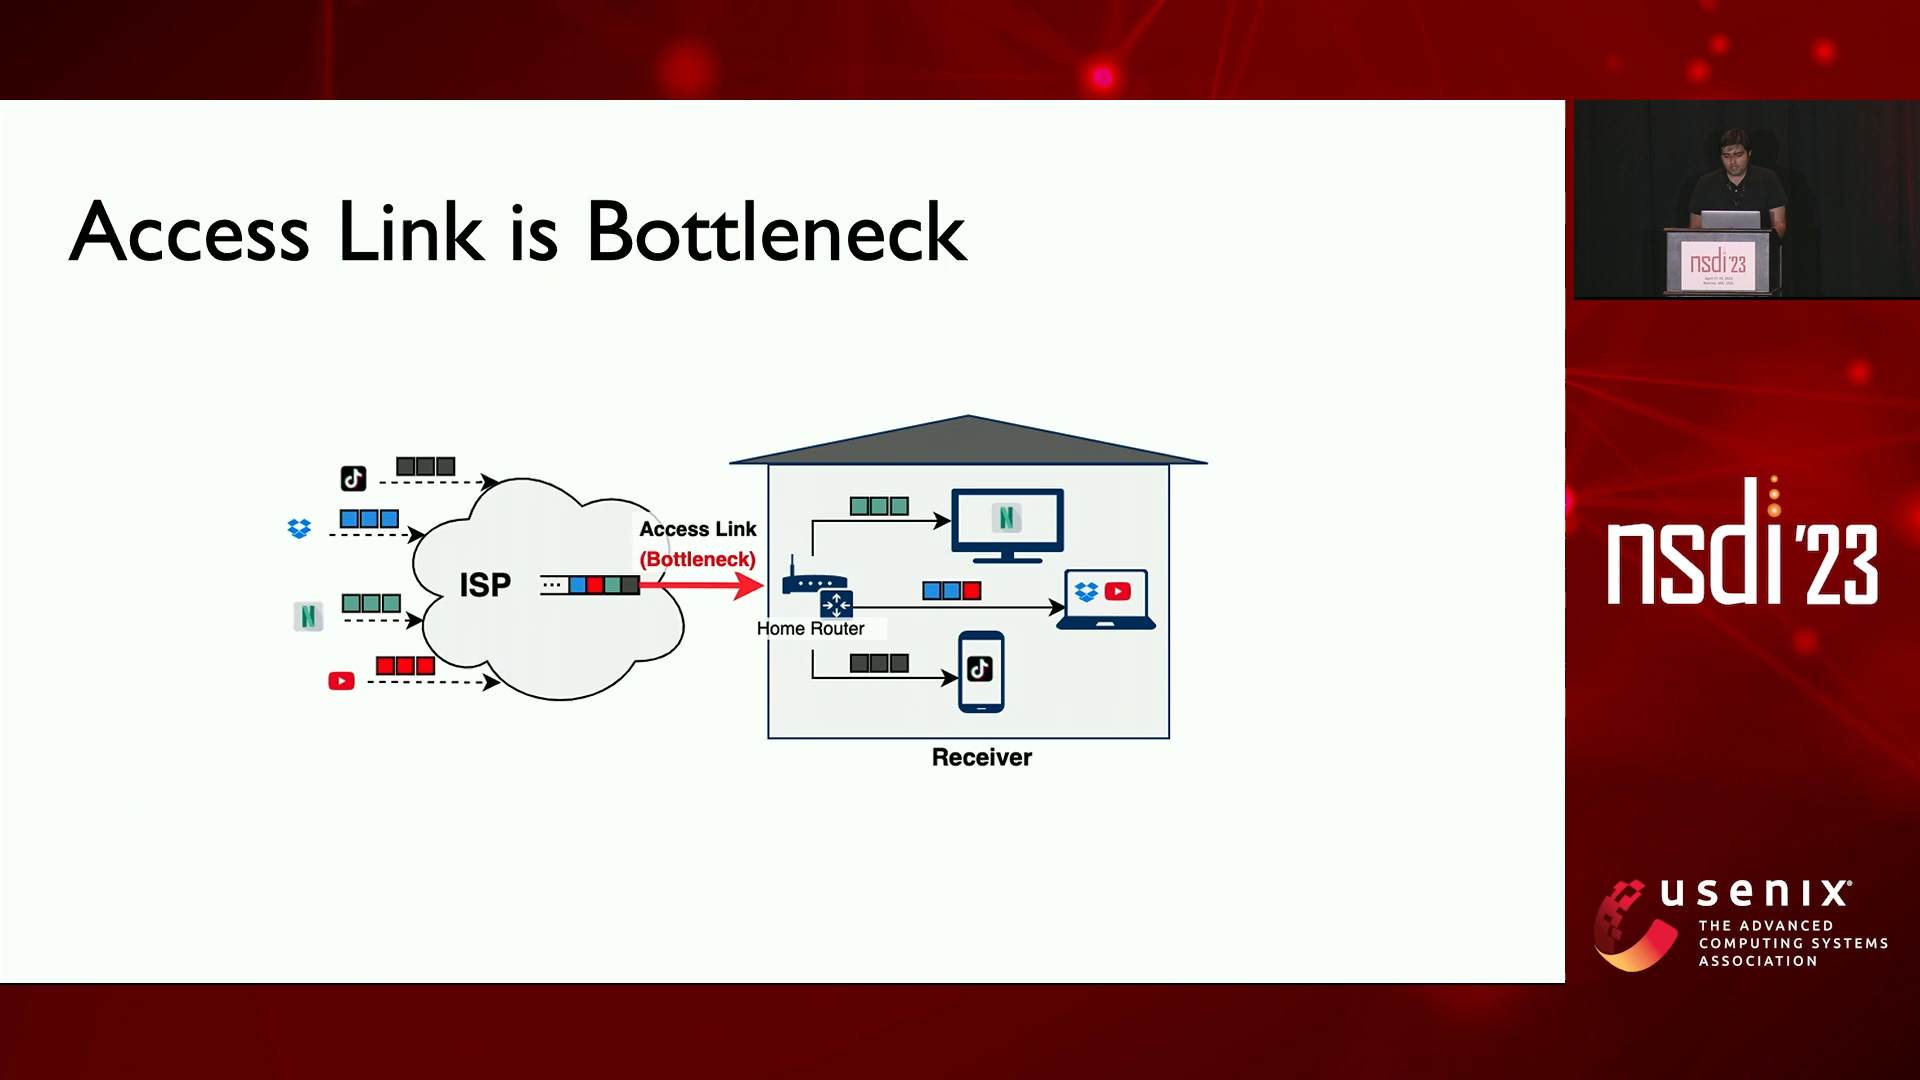 Access Link is Bottleneck
ISP
Access Link
(Bottleneck)
N
N
Home Router
Receiver
nsdi '23
nsdi '23
usenix®
THE ADVANCED
COMPUTING SYSTEMS
ASSOCIATION